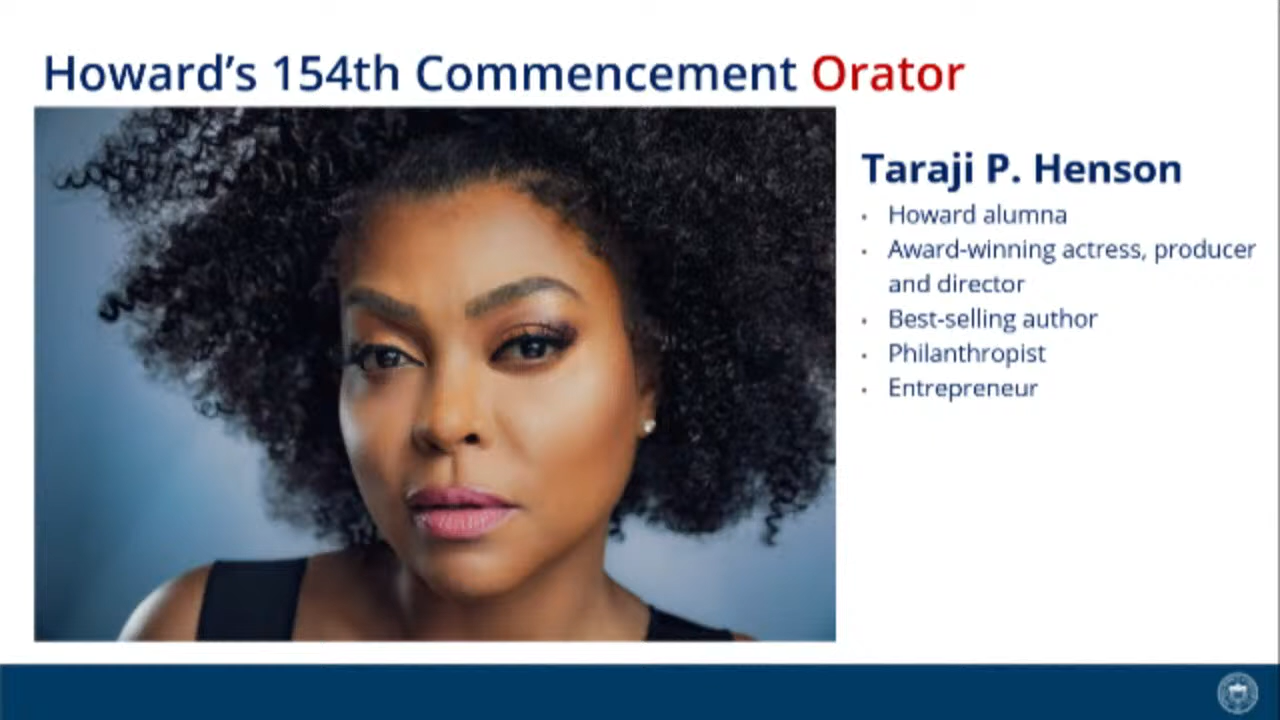 Howard’s 154th Commencement Orator
Taraji P. Henson
· Howard alumna
· Award-winning actress, producer
and director
· Best-selling author
· Philanthropist
· Entrepreneur